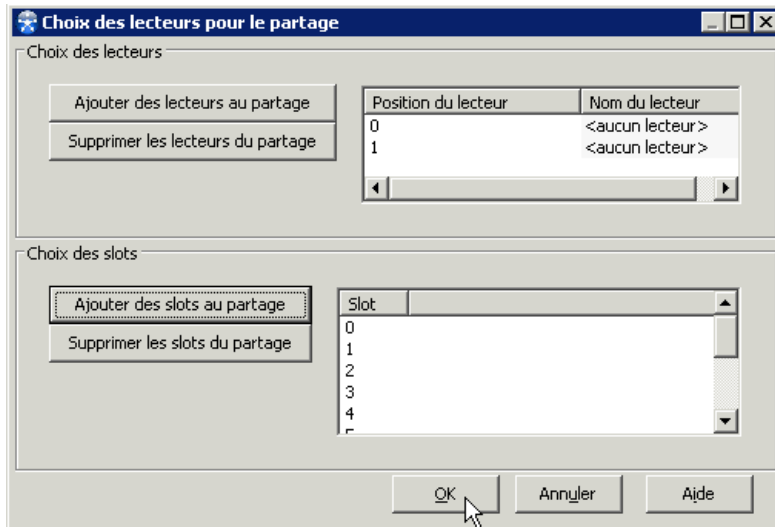 Choix des lecteurs pour le partage
Choix des lecteurs
Ajouter des lecteurs au partage
Supprimer les lecteurs du partage
Position du lecteur Nom du lecteur
0 <aucun lecteur>
1 <aucun lecteur>
Choix des slots
Ajouter des slots au partage
Supprimer les slots du partage
Slot
0
1
2
3
4
OK Annuler Aide